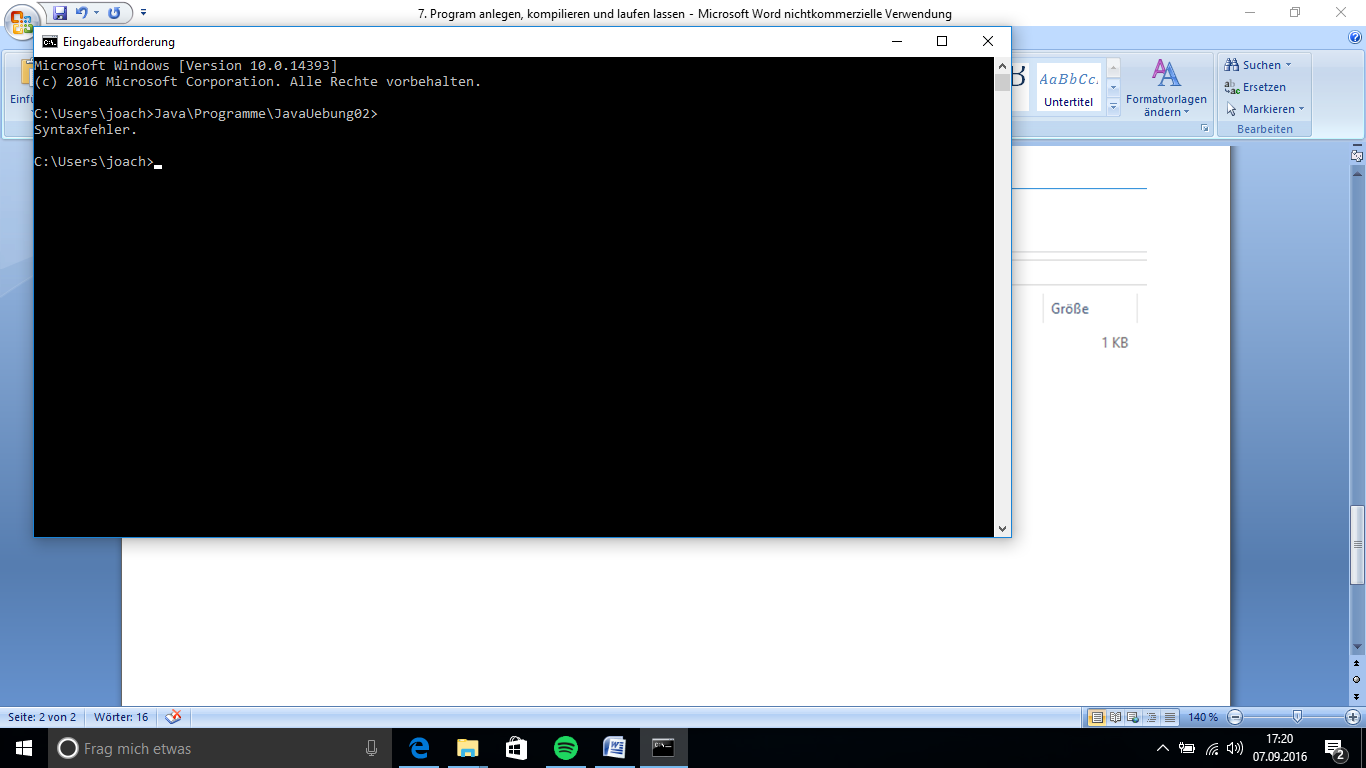 7. Program anlegen, kompilieren und laufen lassen - Microsoft Word nichtkommerzielle Verwendung
Eingabeaufforderung
Microsoft Windows [Version 10.0.14393]
(c) 2016 Microsoft Corporation. Alle Rechte vorbehalten.
C:\Users\joach>Java\Programme\JavaUebung02>
Syntaxfehler.
C:\Users\joach>
Einfü
AaBbCc.
Untertitel
Formatvorlagen
ändern
Suchen
Ersetzen
Markieren
Bearbeiten
Größe
1 KB
Seite: 2 von 2
Wörter: 16
140 %
Frag mich etwas
17:20
07.09.2016
2